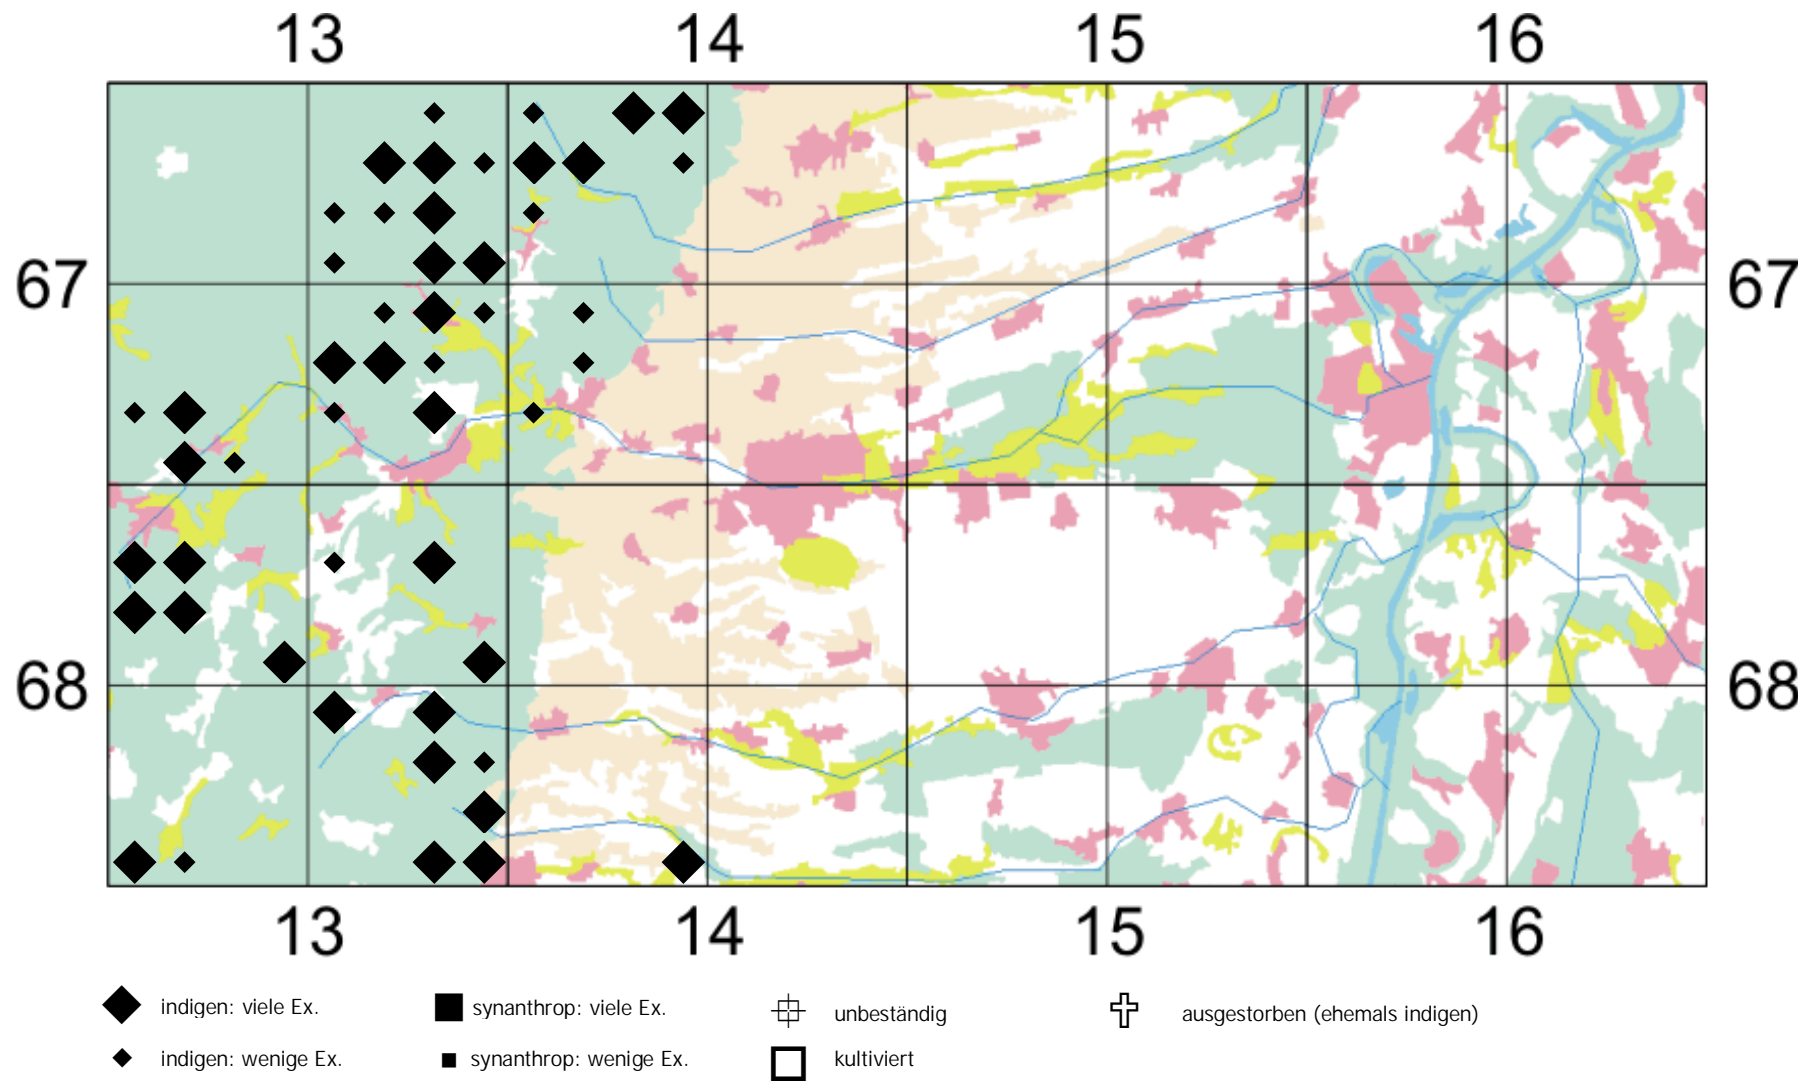 13 14 15 16
67 67
68 68
13 14 15 16
indigen: viele Ex. synanthrop: viele Ex. unbeständig ausgestorben (ehemals indigen)
indigen: wenige Ex. synanthrop: wenige Ex. kultiviert